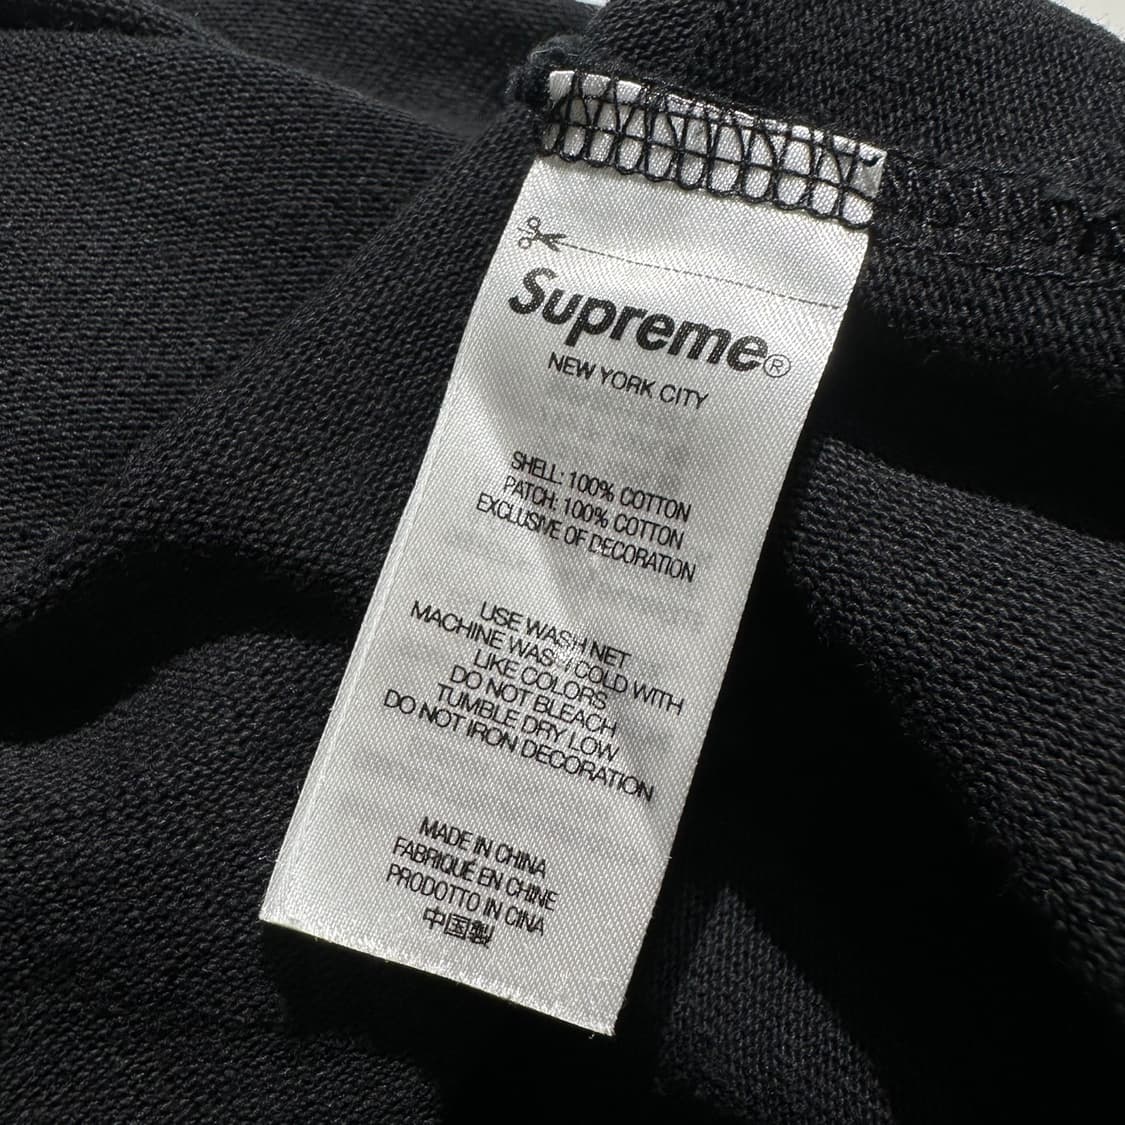 Supreme®
NEW YORK CITY
SHELL: 100% COTTON
PATCH: 100% COTTON
EXCLUSIVE OF DECORATION
USE WASH NET
MACHINE WASH COLD WITH
LIKE COLORS
DO NOT BLEACH
TUMBLE DRY LOW
DO NOT IRON DECORATION
MADE IN CHINA
FABRIQUÉ EN CHINE
PRODOTTO IN CINA
中国製